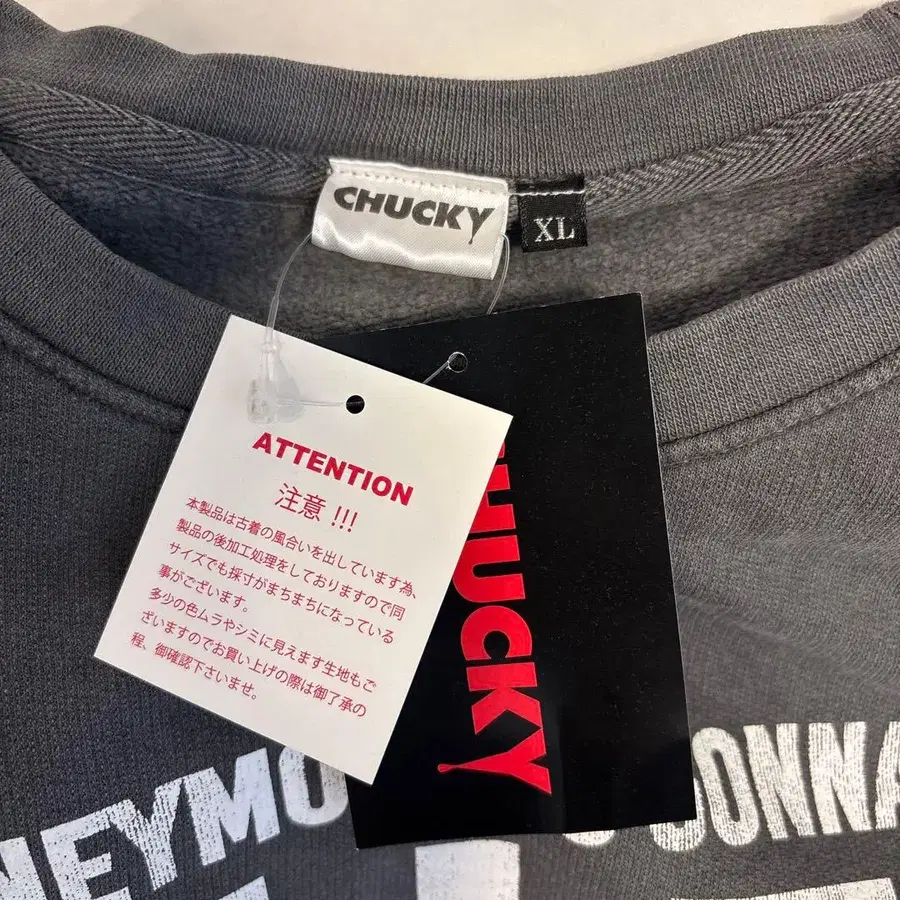 CHUCKY
XL
ATTENTION
注意 !!!
本製品は古着の風合いを出しています為、
製品の後加工処理をしておりますので同
サイズでも採寸がまちまちになっている
事がございます。
多少の色ムラやシミに見えます生地もご
ざいますのでお買い上げの際は御了承の
程、御確認下さいませ。
CHUCKY
NEYMO
GONNA